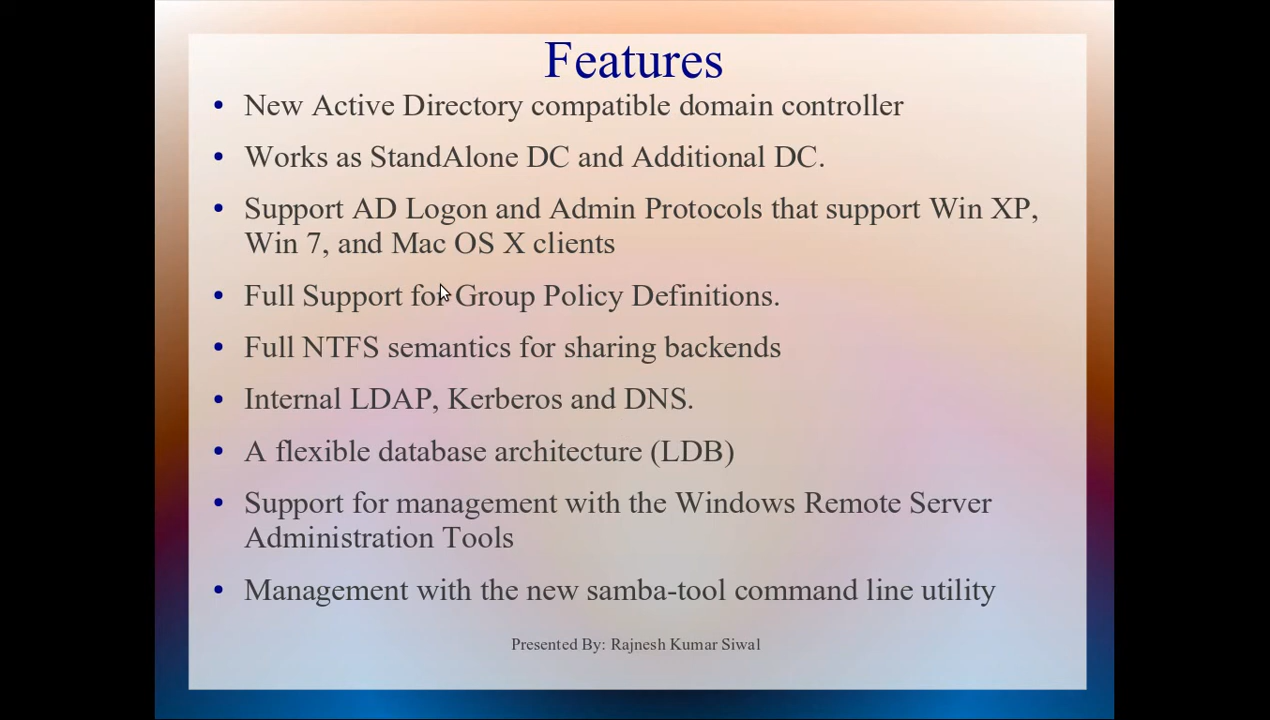 Features
• New Active Directory compatible domain controller
• Works as StandAlone DC and Additional DC.
• Support AD Logon and Admin Protocols that support Win XP,
Win 7, and Mac OS X clients
• Full Support for Group Policy Definitions.
• Full NTFS semantics for sharing backends
• Internal LDAP, Kerberos and DNS.
• A flexible database architecture (LDB)
• Support for management with the Windows Remote Server
Administration Tools
• Management with the new samba-tool command line utility
Presented By: Rajnesh Kumar Siwal